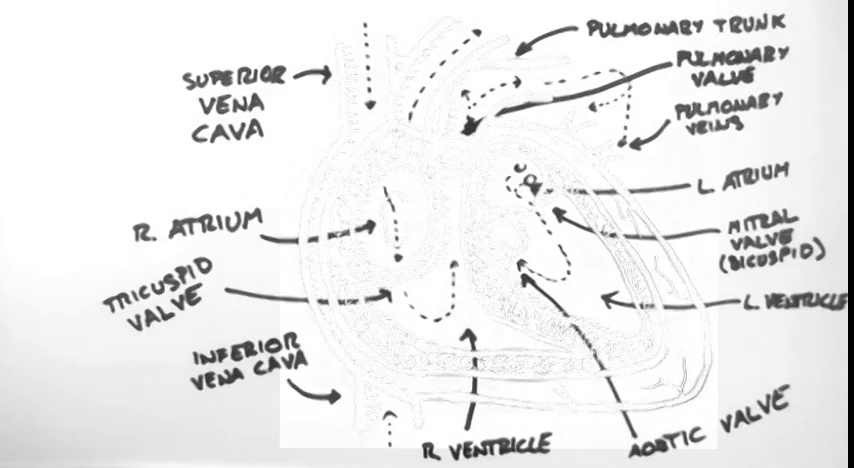 PULMONARY TRUNK
PULMONARY
VALVE
SUPERIOR
VENA
CAVA
PULMONARY
VEINS
L. ATRIUM
R. ATRIUM
MITRAL
VALVE
(BICUSPID)
TRICUSPID
VALVE
L. VENTRICLE
INFERIOR
VENA CAVA
R. VENTRICLE
AORTIC VALVE